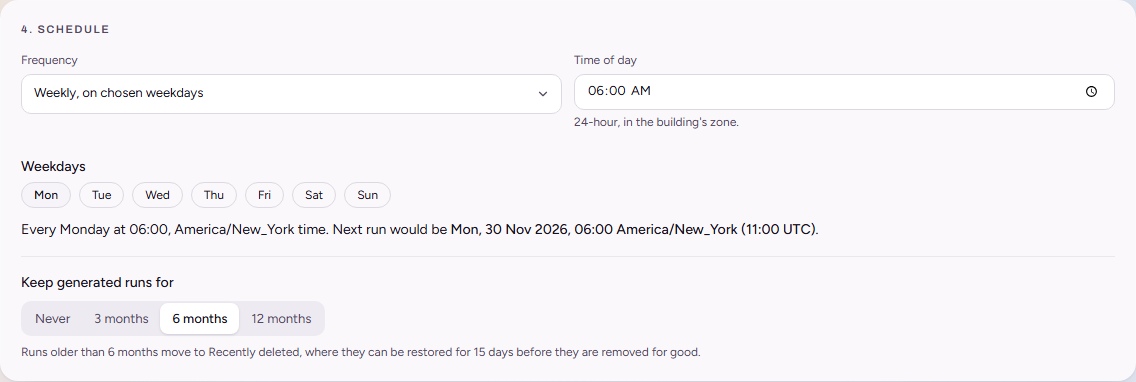 4. SCHEDULE
Frequency
Time of day
Weekly, on chosen weekdays
06:00 AM
24-hour, in the building's zone.
Weekdays
Mon Tue Wed Thu Fri Sat Sun
Every Monday at 06:00, America/New_York time. Next run would be Mon, 30 Nov 2026, 06:00 America/New_York (11:00 UTC).
Keep generated runs for
Never 3 months 6 months 12 months
Runs older than 6 months move to Recently deleted, where they can be restored for 15 days before they are removed for good.